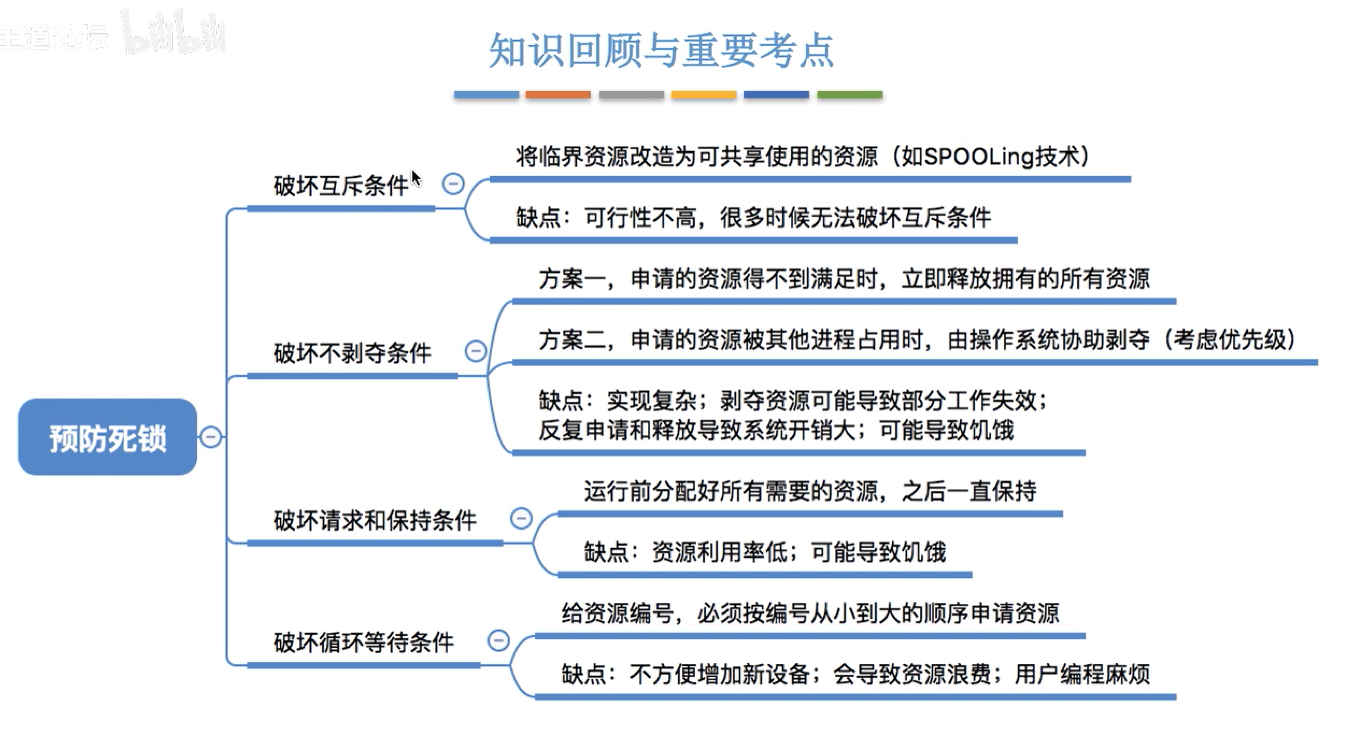 王道论坛 bilibili
知识回顾与重要考点
将临界资源改造为可共享使用的资源（如SPOOLing技术）
破坏互斥条件
缺点：可行性不高，很多时候无法破坏互斥条件
方案一，申请的资源得不到满足时，立即释放拥有的所有资源
方案二，申请的资源被其他进程占用时，由操作系统协助剥夺（考虑优先级）
破坏不剥夺条件
缺点：实现复杂；剥夺资源可能导致部分工作失效；
反复申请和释放导致系统开销大；可能导致饥饿
预防死锁
运行前分配好所有需要的资源，之后一直保持
破坏请求和保持条件
缺点：资源利用率低；可能导致饥饿
给资源编号，必须按编号从小到大的顺序申请资源
破坏循环等待条件
缺点：不方便增加新设备；会导致资源浪费；用户编程麻烦